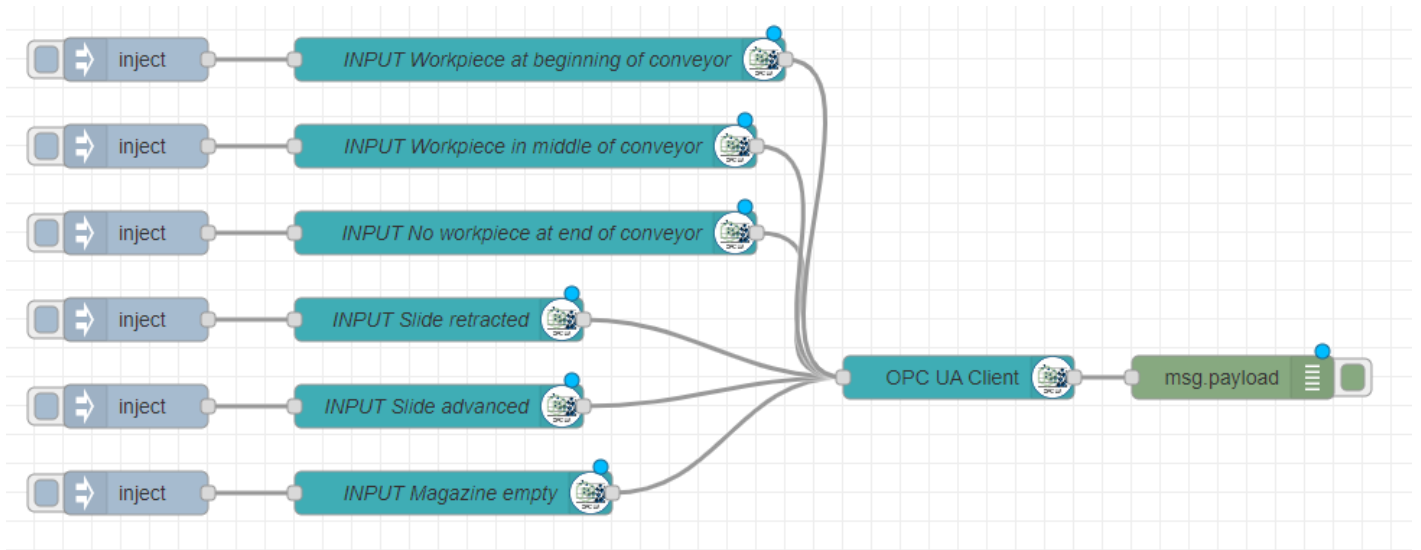 inject
INPUT Workpiece at beginning of conveyor
inject
INPUT Workpiece in middle of conveyor
inject
INPUT No workpiece at end of conveyor
inject
INPUT Slide retracted
OPC UA Client
msg.payload
inject
INPUT Slide advanced
inject
INPUT Magazine empty